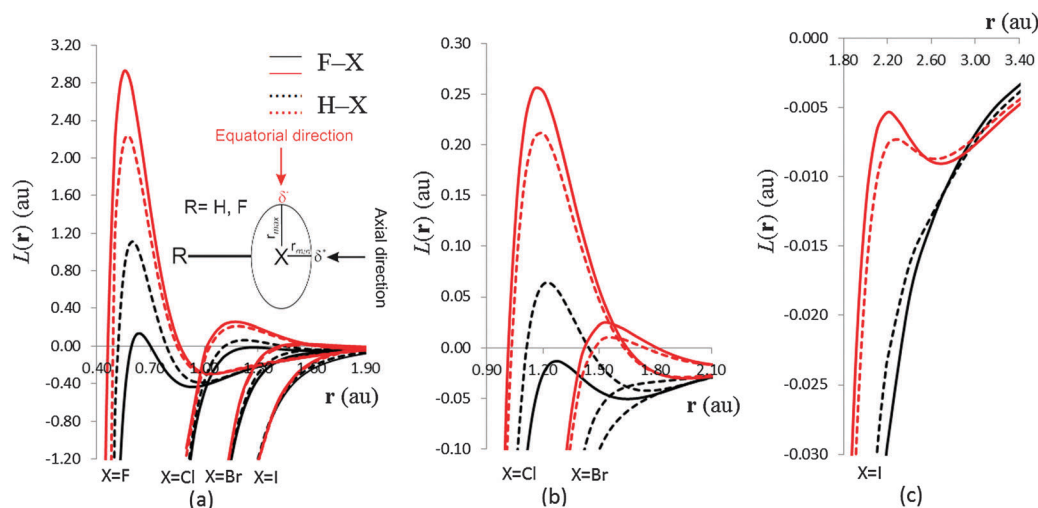 3.20
2.80
2.40
2.00
1.60
1.20
0.80
0.40
0.00
-0.40
-0.80
-1.20
L(r) (au)
0.40 0.70 1.00 1.60 1.90
r (au)
F–X
H–X
Equatorial direction
R= H, F
δ-
r max
R X δ+
Axial direction
X=F X=Cl X=Br X=I
(a)
0.30
0.25
0.20
0.15
0.10
0.05
0.00
-0.05
-0.10
L(r) (au)
0.90 1.20 1.50 1.80 2.10
r (au)
X=Cl X=Br
(b)
r (au)
0.000
1.80 2.20 2.60 3.00 3.40
-0.005
-0.010
-0.015
-0.020
-0.025
-0.030
L(r) (au)
X=I
(c)